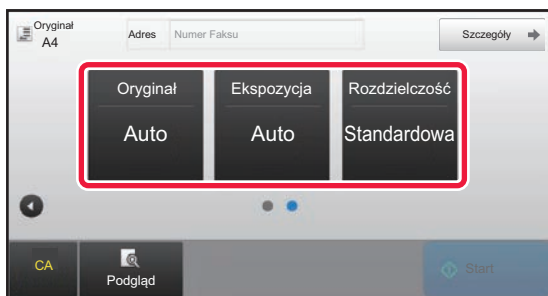 Oryginał
A4
Adres Numer Faksu
Szczegóły
Oryginał Ekspozycja Rozdzielczość
Auto Auto Standardowa
CA
Podgląd
Start